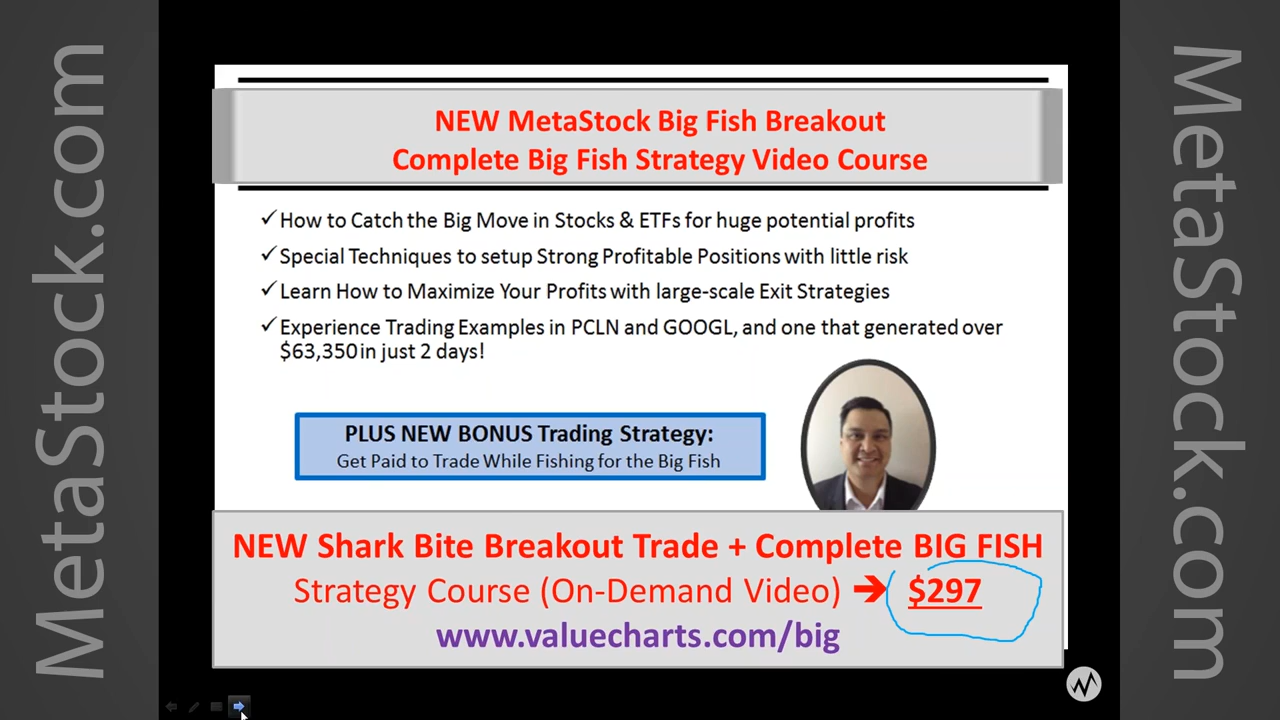 MetaStock.com
NEW MetaStock Big Fish Breakout
Complete Big Fish Strategy Video Course
✓ How to Catch the Big Move in Stocks & ETFs for huge potential profits
✓ Special Techniques to setup Strong Profitable Positions with little risk
✓ Learn How to Maximize Your Profits with large-scale Exit Strategies
✓ Experience Trading Examples in PCLN and GOOGL, and one that generated over
$63,350 in just 2 days!
PLUS NEW BONUS Trading Strategy:
Get Paid to Trade While Fishing for the Big Fish
NEW Shark Bite Breakout Trade + Complete BIG FISH
Strategy Course (On-Demand Video) ➔ $297
www.valuecharts.com/big
MetaStock.com